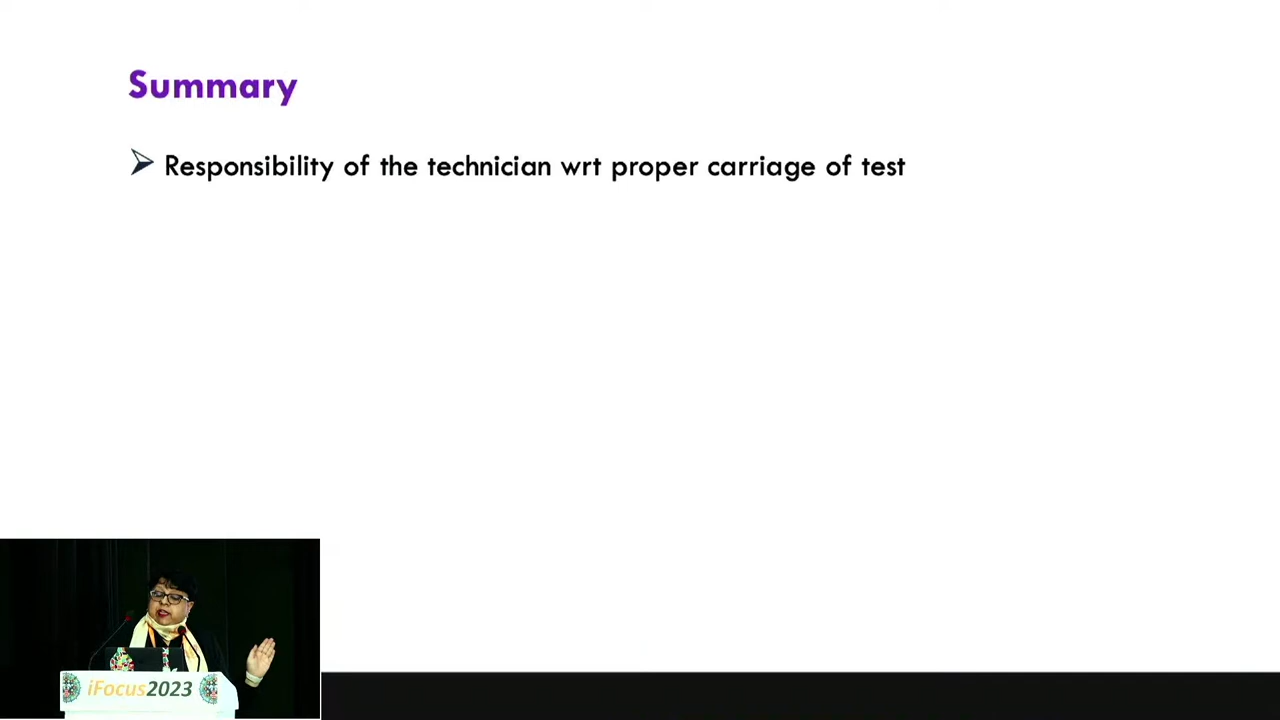 Summary
Responsibility of the technician wrt proper carriage of test
iFocus2023